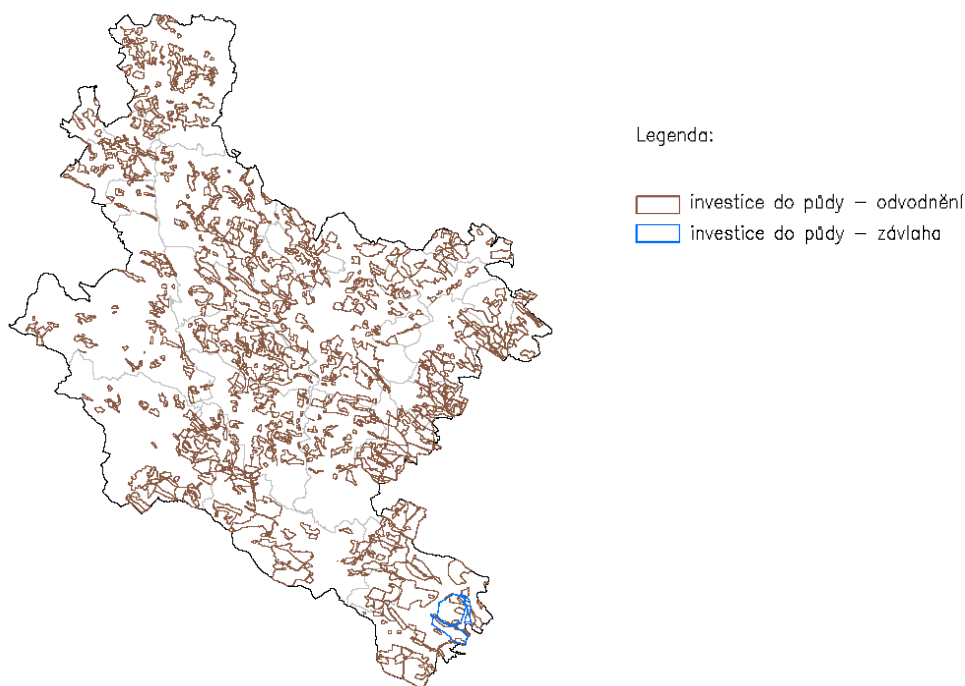 Legenda:
investice do půdy – odvodnění
investice do půdy – závlaha